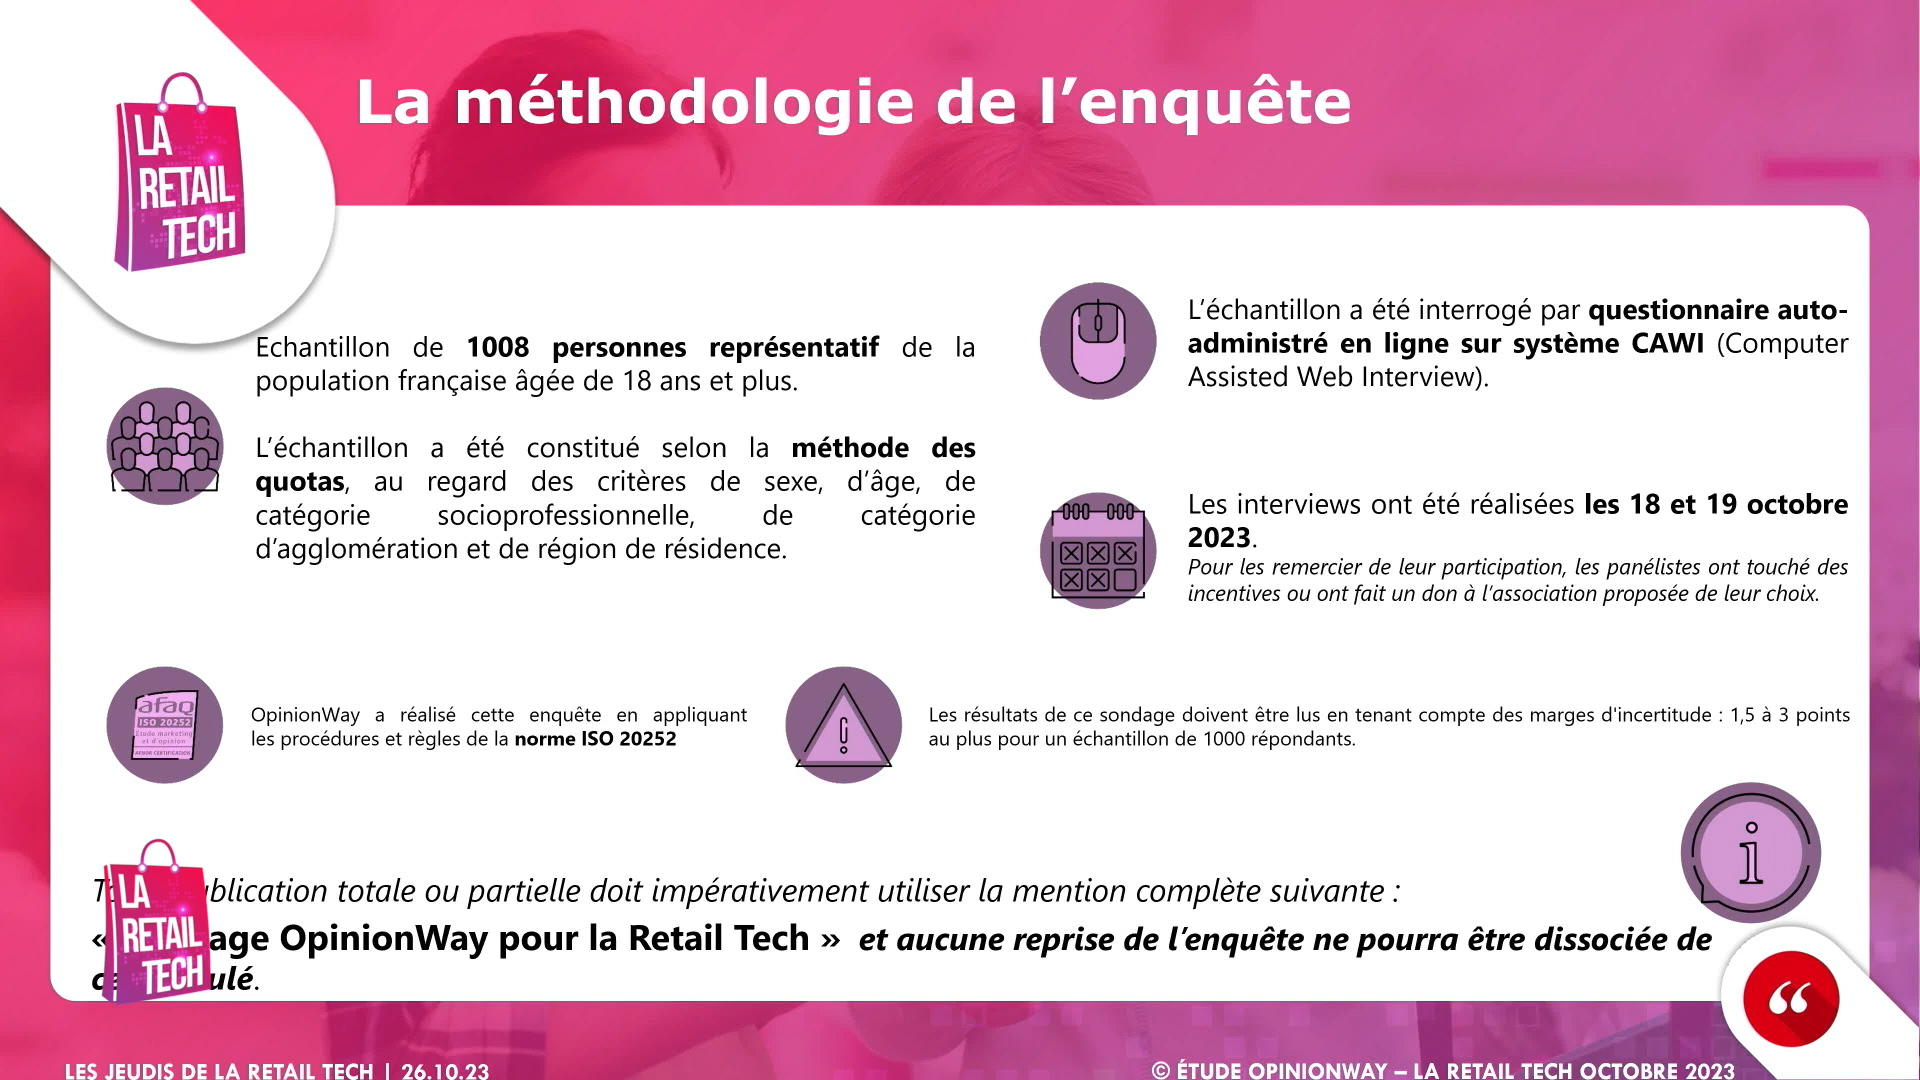 La méthodologie de l’enquête
LA
RETAIL
TECH
Echantillon de 1008 personnes représentatif de la
population française âgée de 18 ans et plus.
L’échantillon a été constitué selon la méthode des
quotas, au regard des critères de sexe, d’âge, de
catégorie socioprofessionnelle, de catégorie
d’agglomération et de région de résidence.
L’échantillon a été interrogé par questionnaire auto-
administré en ligne sur système CAWI (Computer
Assisted Web Interview).
Les interviews ont été réalisées les 18 et 19 octobre
2023.
Pour les remercier de leur participation, les panélistes ont touché des
incentives ou ont fait un don à l’association proposée de leur choix.
afaq
ISO 20252
Etude marketing
et d'opinion
AFNOR CERTIFICATION
OpinionWay a réalisé cette enquête en appliquant
les procédures et règles de la norme ISO 20252
Les résultats de ce sondage doivent être lus en tenant compte des marges d'incertitude : 1,5 à 3 points
au plus pour un échantillon de 1000 répondants.
totale ou partielle doit impérativement utiliser la mention complète suivante :
« OpinionWay pour la Retail Tech » et aucune reprise de l’enquête ne pourra être dissociée de
LA
RETAIL
TECH
LES JEUDIS DE LA RETAIL TECH | 26.10.23
© ÉTUDE OPINIONWAY – LA RETAIL TECH OCTOBRE 2023